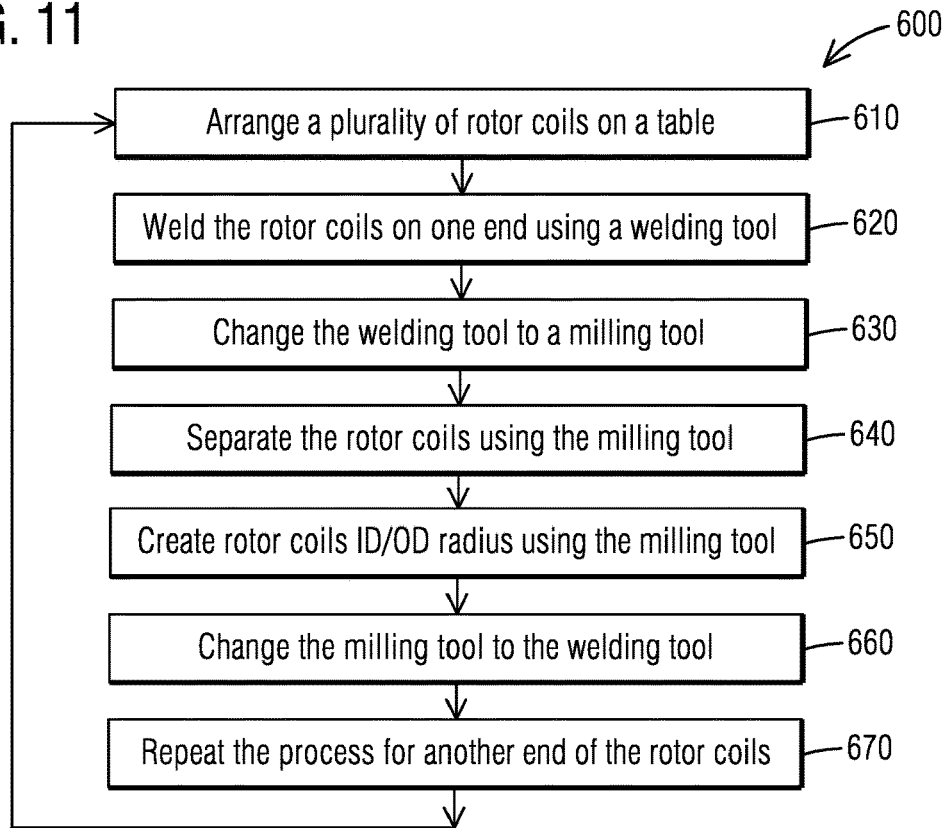 G. 11
600
Arrange a plurality of rotor coils on a table 610
Weld the rotor coils on one end using a welding tool 620
Change the welding tool to a milling tool 630
Separate the rotor coils using the milling tool 640
Create rotor coils ID/OD radius using the milling tool 650
Change the milling tool to the welding tool 660
Repeat the process for another end of the rotor coils 670